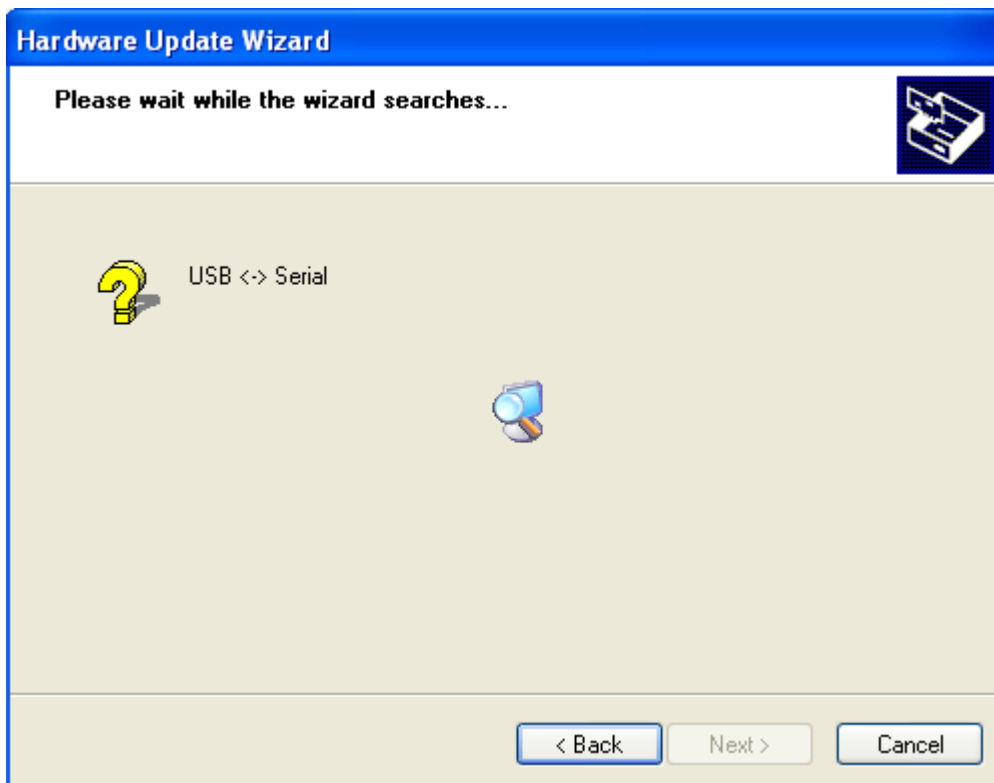 Hardware Update Wizard
Please wait while the wizard searches...
USB <-> Serial
< Back
Next >
Cancel